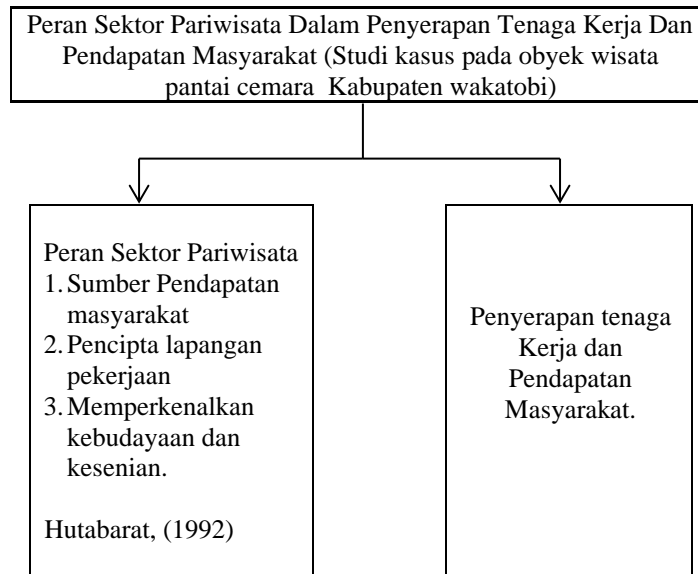 Peran Sektor Pariwisata Dalam Penyerapan Tenaga Kerja Dan
Pendapatan Masyarakat (Studi kasus pada obyek wisata
pantai cemara  Kabupaten wakatobi)
Peran Sektor Pariwisata
1. Sumber Pendapatan
masyarakat
2. Pencipta lapangan
pekerjaan
3. Memperkenalkan
kebudayaan dan
kesenian.
Hutabarat, (1992)
Penyerapan tenaga
Kerja dan
Pendapatan
Masyarakat.